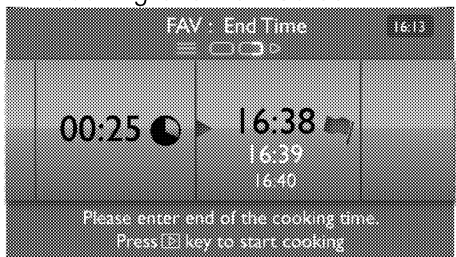 FAV : End Time
16:13
00:25
16:38
16:39
16:40
Please enter end of the cooking time.
Press key to start cooking